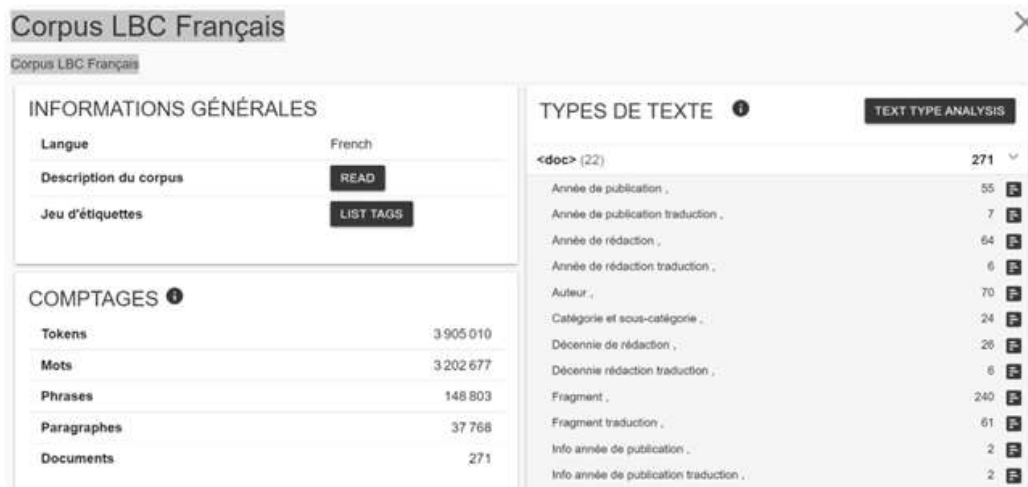 Corpus LBC Français
Corpus LBC Français
INFORMATIONS GÉNÉRALES
Langue French
Description du corpus READ
Jeu d'étiquettes LIST TAGS
COMPTAGES
Tokens 3 905 010
Mots 3 202 677
Phrases 148 803
Paragraphes 37 768
Documents 271
TYPES DE TEXTE TEXT TYPE ANALYSIS
<doc> (22) 271
Année de publication , 55
Année de publication traduction , 7
Année de rédaction , 64
Année de rédaction traduction , 6
Auteur , 70
Catégorie et sous-catégorie , 24
Décennie de rédaction , 26
Décennie rédaction traduction , 6
Fragment , 240
Fragment traduction , 61
Info année de publication , 2
Info année de publication traduction , 2